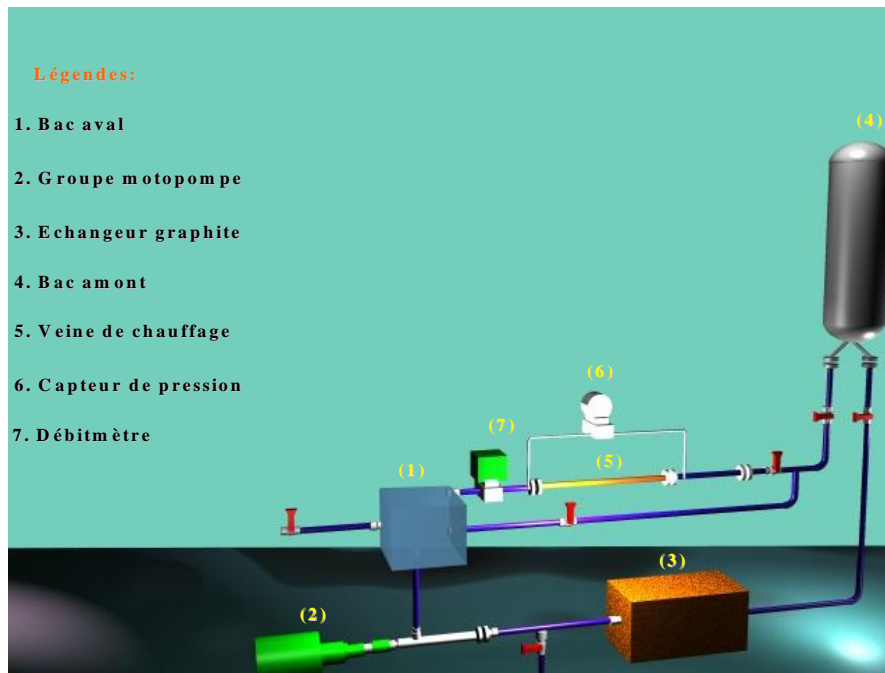 Légendes:
1. Bac aval
2. Groupe motopompe
3. Echangeur graphite
4. Bac amont
5. Veine de chauffage
6. Capteur de pression
7. Débitmètre
(4)
(6)
(7)
(5)
(1)
(3)
(2)